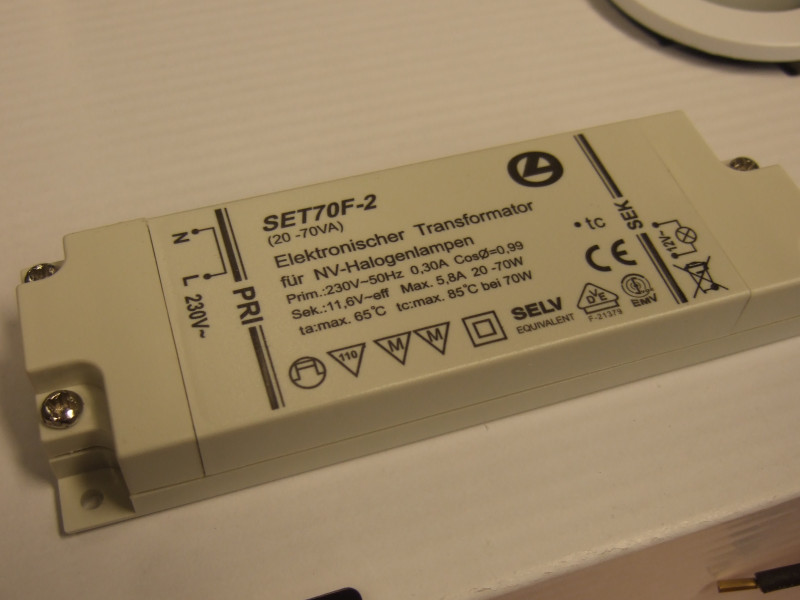 SET70F-2
(20 -70VA)
Elektronischer Transformator
für NV-Halogenlampen
Prim.:230V~50Hz 0,30A CosØ=0,99
Sek.:11,6V~eff Max. 5,8A 20 -70W
ta:max. 65°C tc:max. 85°C bei 70W
N
L 230V~
PRI
110
M
M
SELV
EQUIVALENT
VDE
F-21379
EMV
CE
tc
SEK
12V~